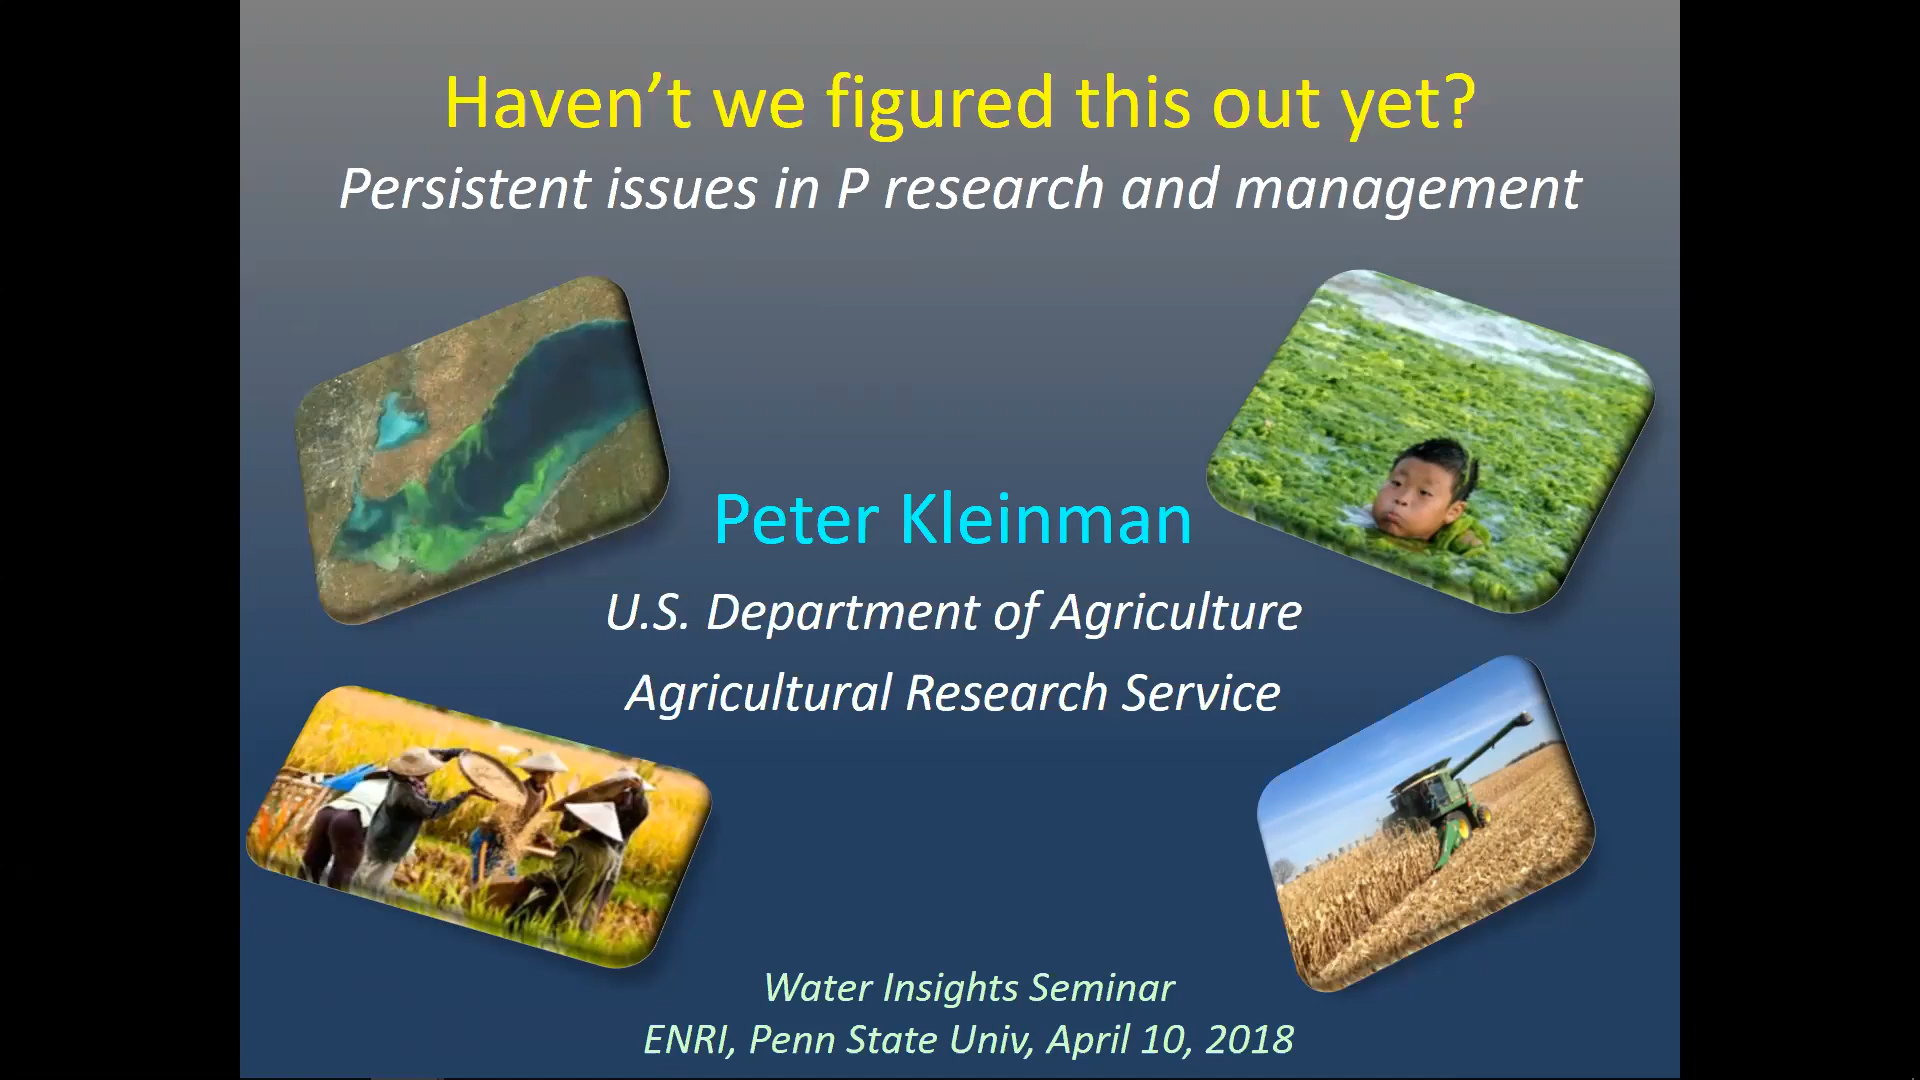 Haven’t we figured this out yet?
Persistent issues in P research and management
Peter Kleinman
U.S. Department of Agriculture
Agricultural Research Service
Water Insights Seminar
ENRI, Penn State Univ, April 10, 2018